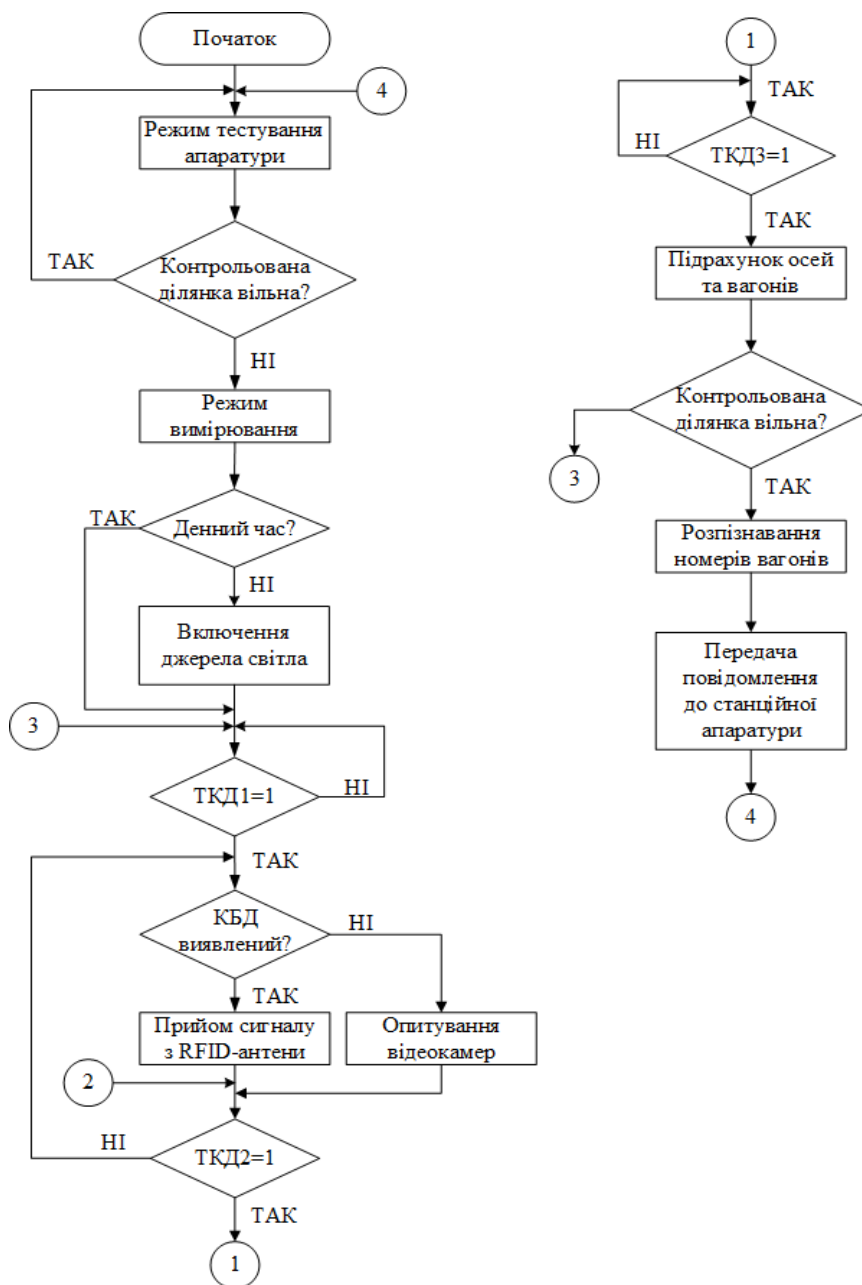 Початок
4
Режим тестування
апаратури
ТАК
Контрольована
ділянка вільна?
НІ
Режим
вимірювання
ТАК
Денний час?
НІ
Включення
джерела світла
3
ТКД1=1
НІ
ТАК
КБД
виявлений?
НІ
ТАК
Прийом сигналу
з RFID-антени
Опитування
відеокамер
2
НІ
ТКД2=1
ТАК
1
1
ТАК
НІ
ТКД3=1
ТАК
Підрахунок осей
та вагонів
Контрольована
ділянка вільна?
3
ТАК
Розпізнавання
номерів вагонів
Передача
повідомлення
до станційної
апаратури
4